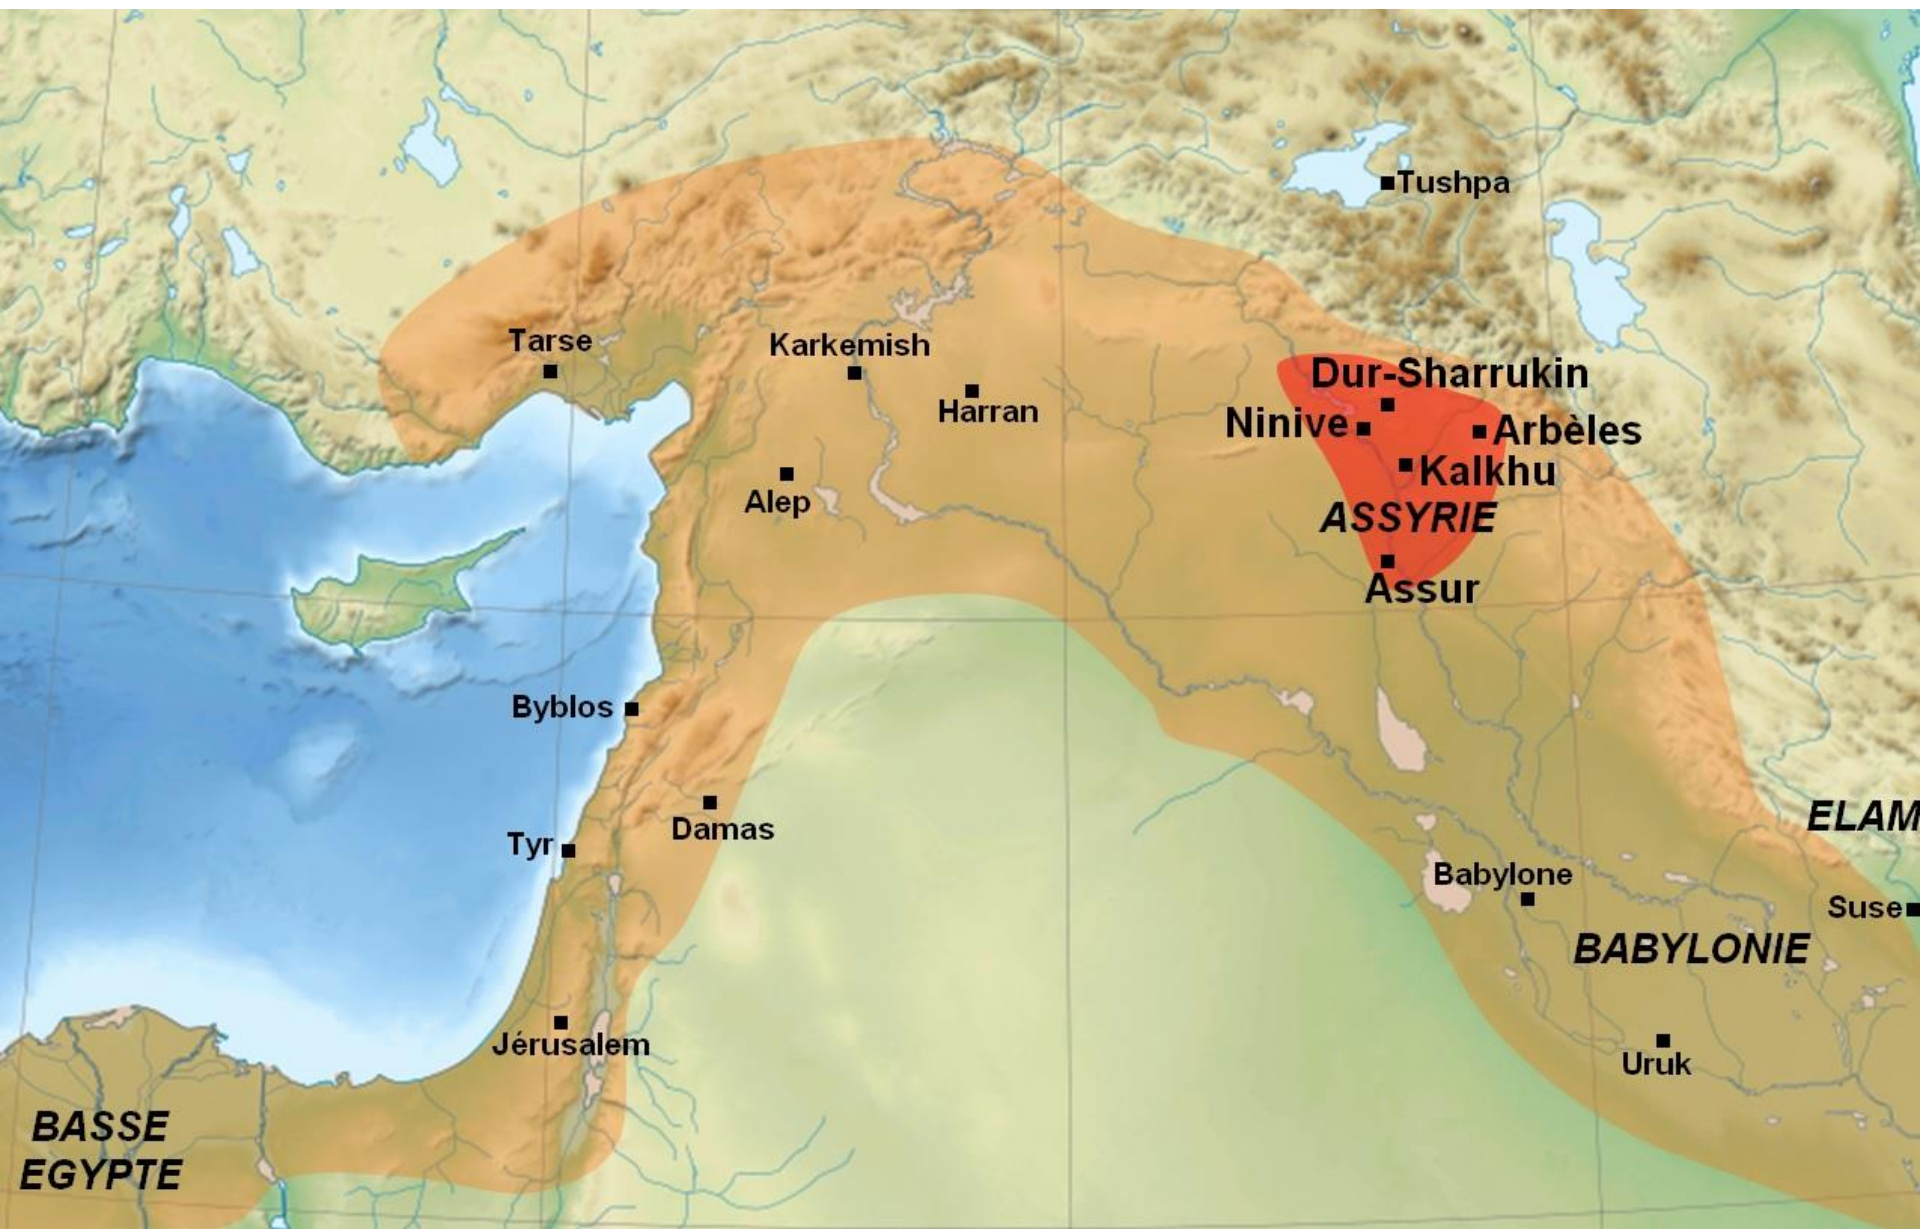 Tushpa
Tarse
Karkemish
Harran
Dur-Sharrukin
Ninive
Arbèles
Kalkhu
Alep
ASSYRIE
Assur
Byblos
Damas
Tyr
ELAM
Babylone
Suse
BABYLONIE
Jérusalem
Uruk
BASSE
EGYPTE